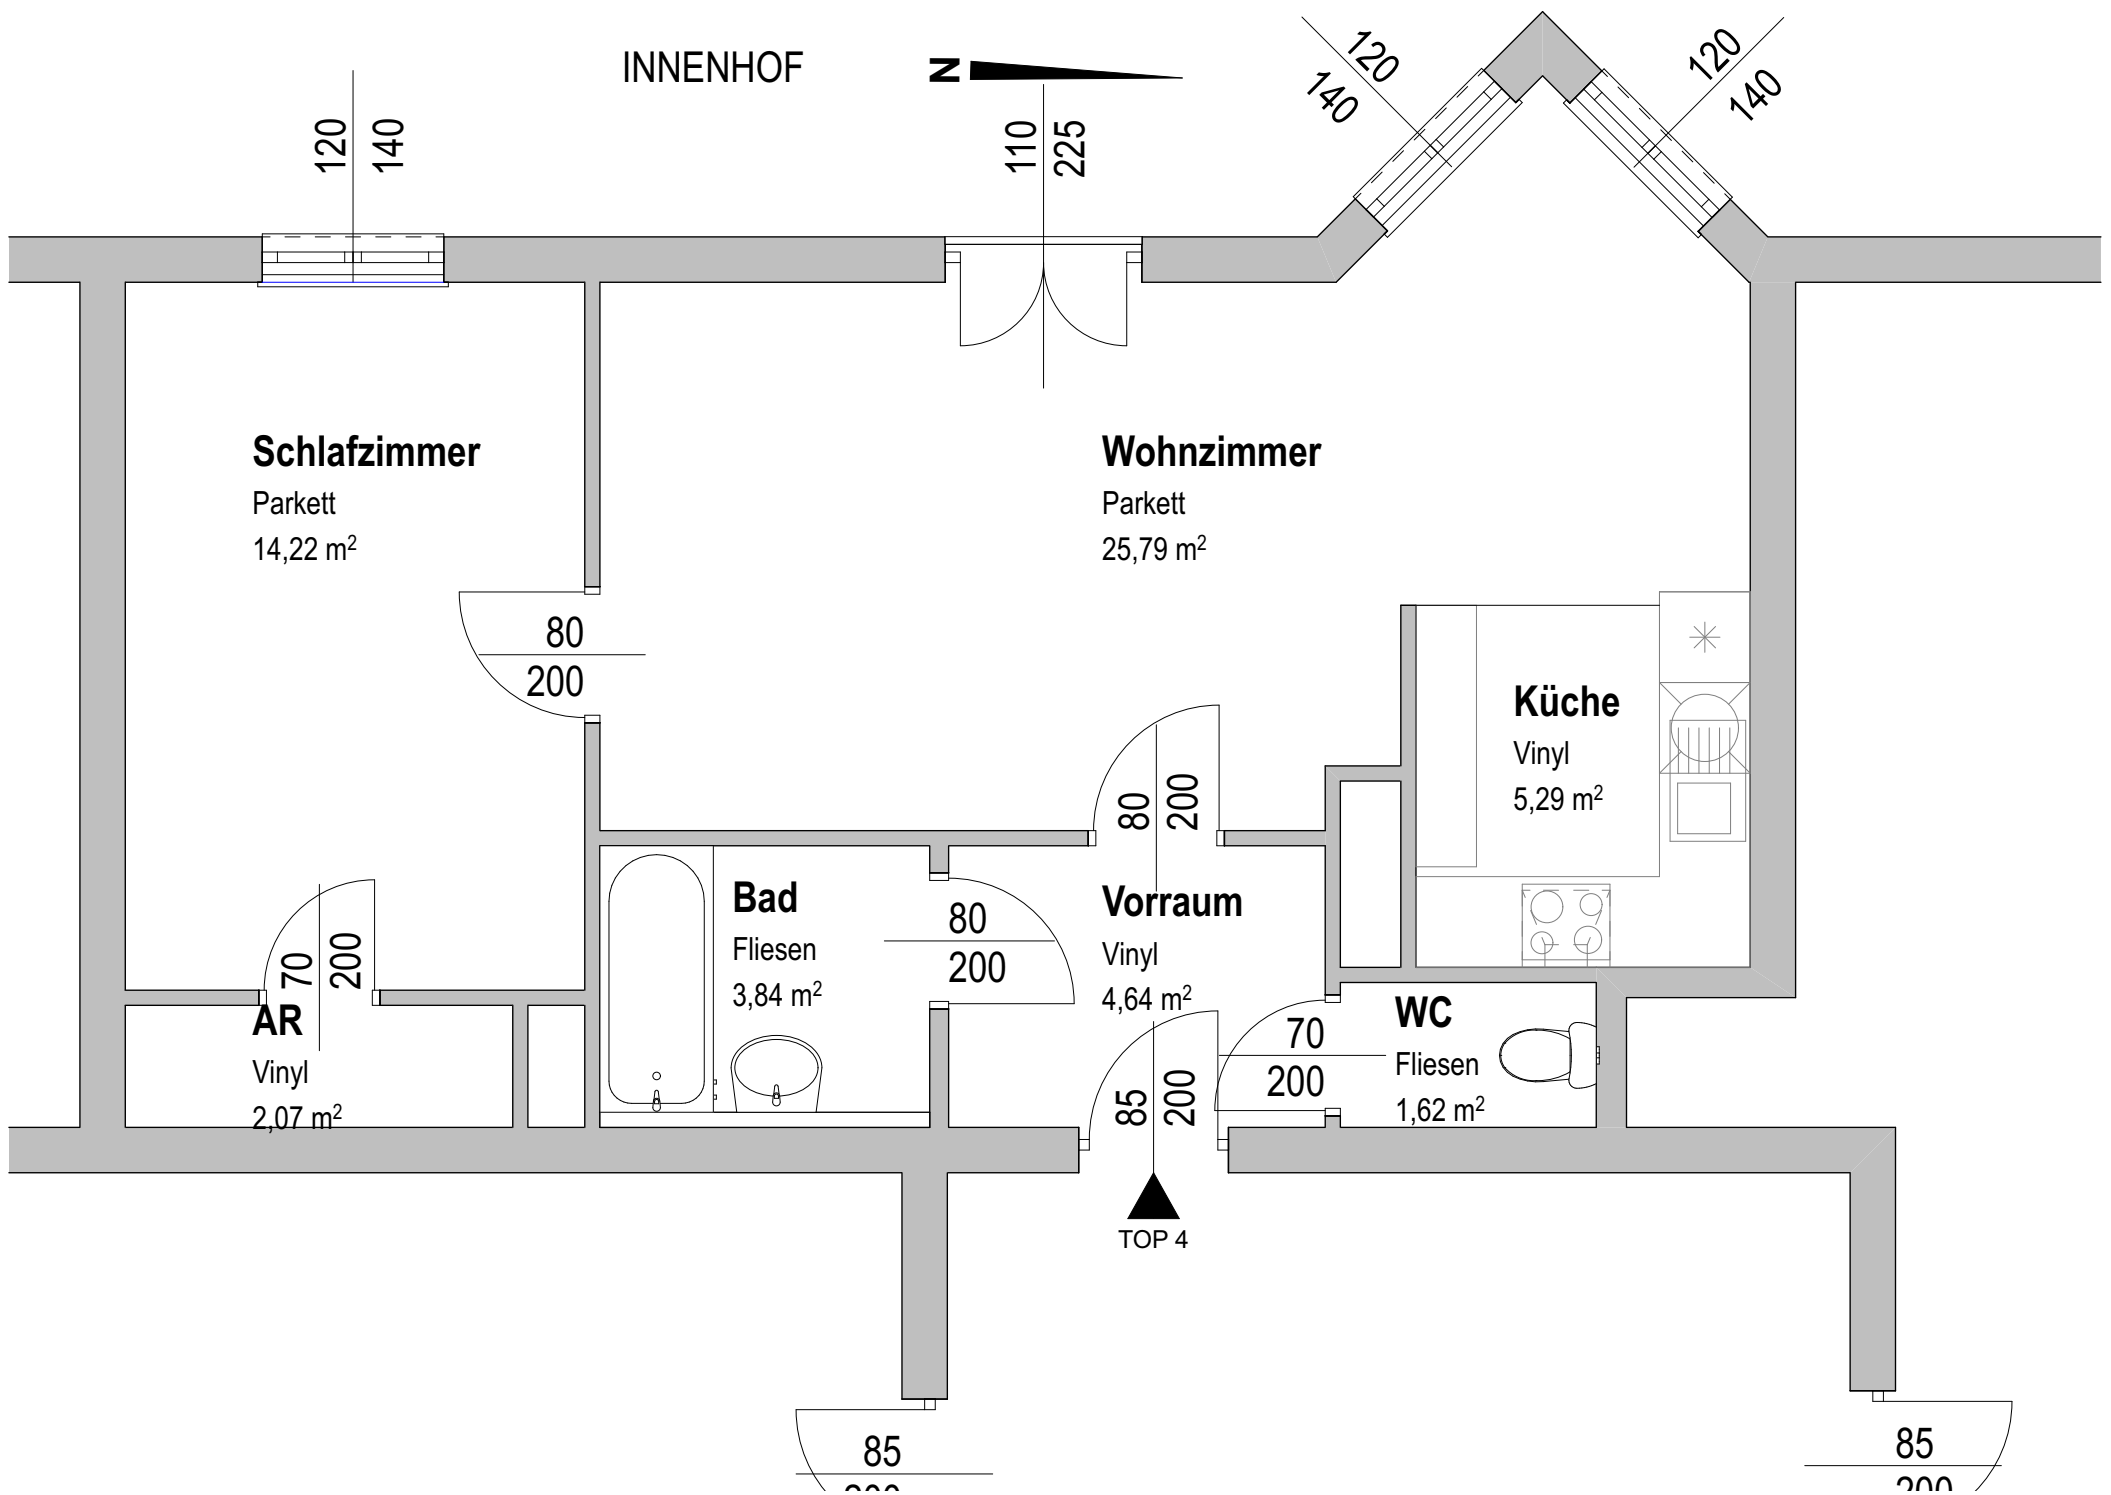 INNENHOF
N
120
140
110
225
120
140
120
140
Schlafzimmer
Parkett
14,22 m²
Wohnzimmer
Parkett
25,79 m²
80
200
Küche
Vinyl
5,29 m²
80
200
Bad
Fliesen
3,84 m²
80
200
Vorraum
Vinyl
4,64 m²
70
200
AR
Vinyl
2,07 m²
WC
Fliesen
1,62 m²
70
200
85
200
TOP 4
85
200
85
200